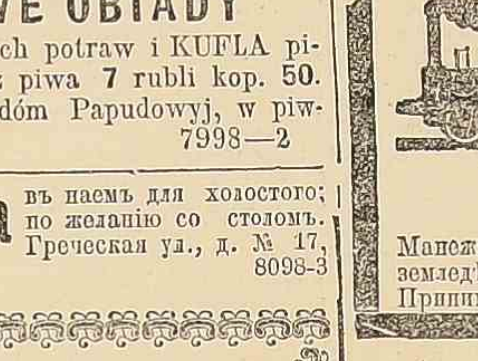 WE OBIADY
ch potraw i KUFLA pi-
piwa 7 rubli kop. 50.
dóm Papudowyj, w piw-
7998—2
въ наемъ для холостого;
по желанію со столомъ.
Греческая ул., д. № 17,
8098-3
Манеж
землед
Прини